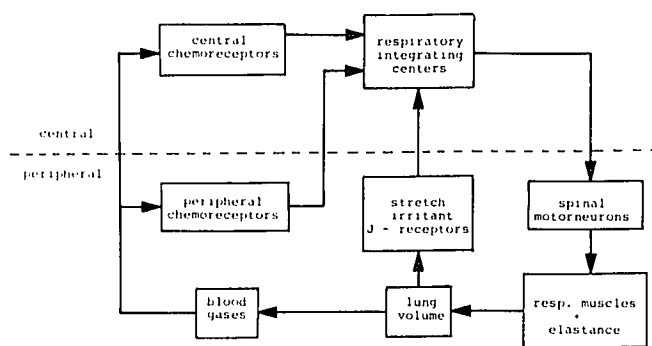 central
chemoreceptors
respiratory
integrating
centers
central
peripheral
peripheral
chemoreceptors
stretch
irritant
J - receptors
spinal
motorneurons
blood
gases
lung
volume
resp. muscles
+
elastance